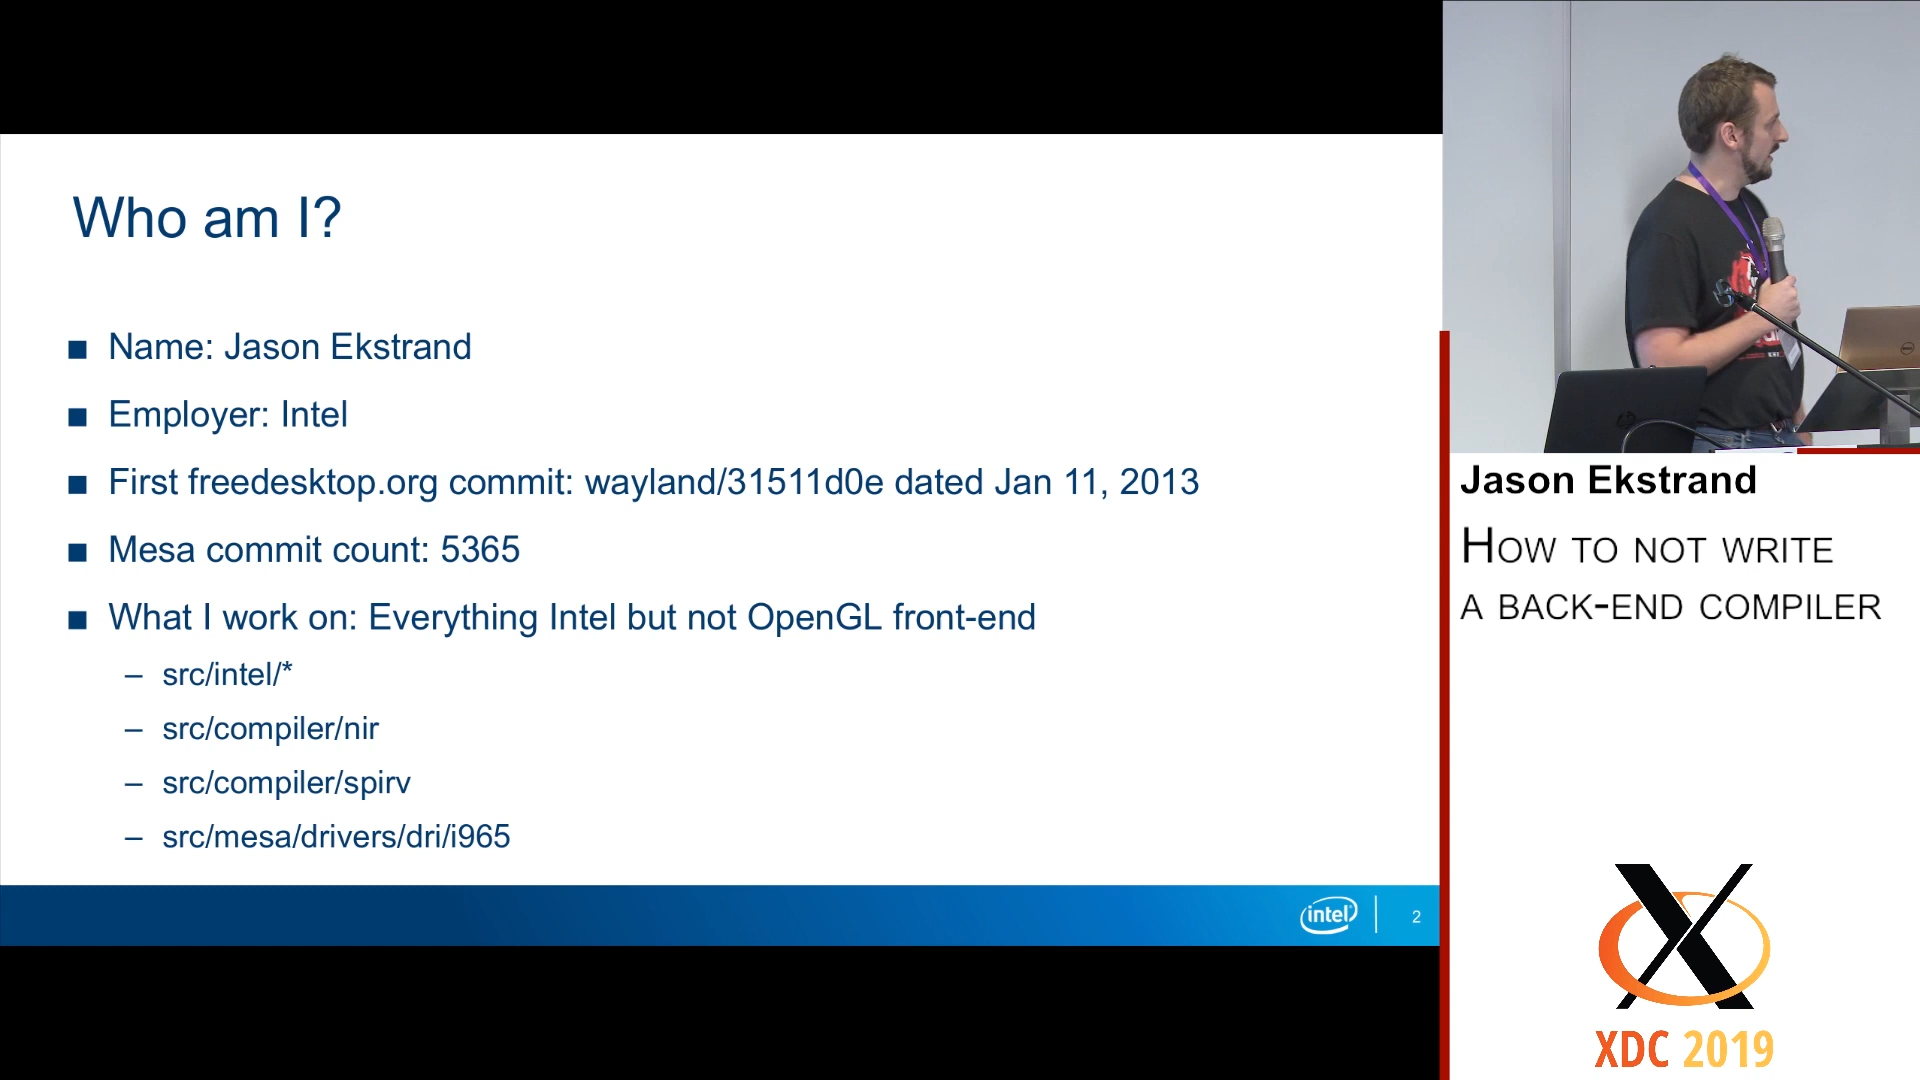 Who am I?
■ Name: Jason Ekstrand
■ Employer: Intel
■ First freedesktop.org commit: wayland/31511d0e dated Jan 11, 2013
■ Mesa commit count: 5365
■ What I work on: Everything Intel but not OpenGL front-end
– src/intel/*
– src/compiler/nir
– src/compiler/spirv
– src/mesa/drivers/dri/i965
intel
2
Jason Ekstrand
How to not write
a back-end compiler
XDC 2019